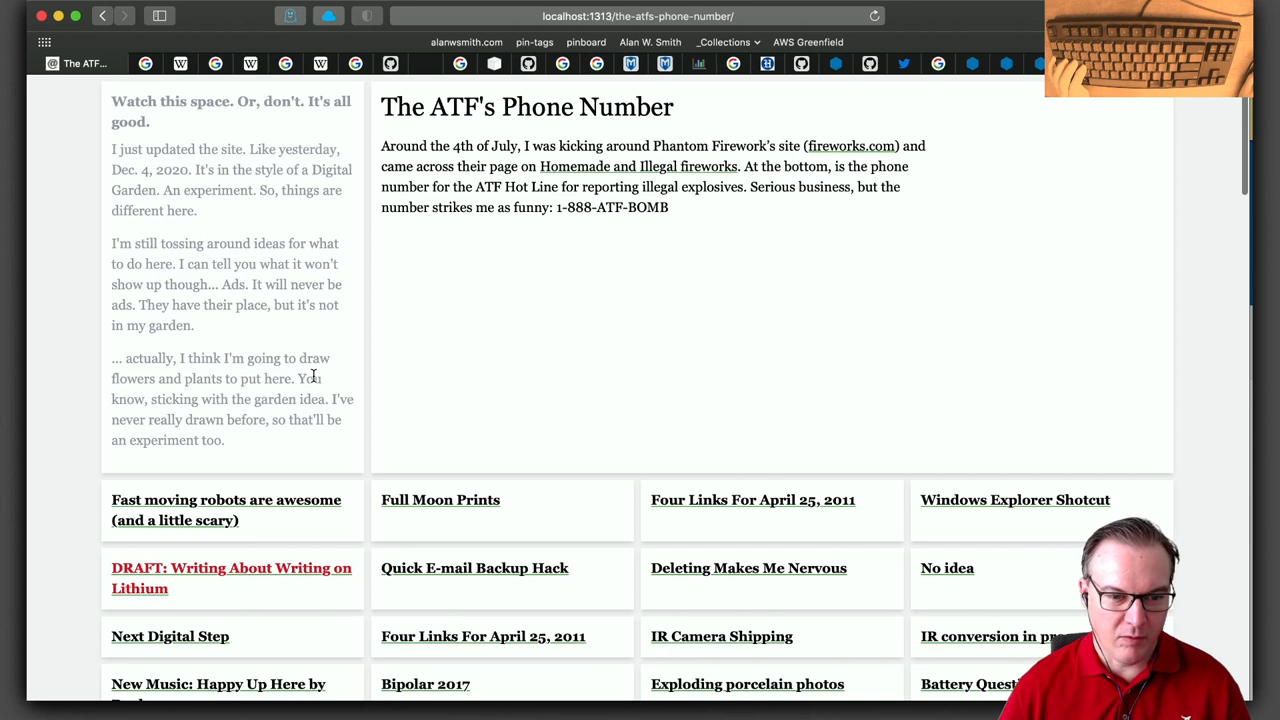 localhost:1313/the-atfs-phone-number/
alanwsmith.com pin-tags pinboard Alan W. Smith _Collections AWS Greenfield
The ATF...
Watch this space. Or, don't. It's all
good.
I just updated the site. Like yesterday,
Dec. 4, 2020. It's in the style of a Digital
Garden. An experiment. So, things are
different here.
I'm still tossing around ideas for what
to do here. I can tell you what it won't
show up though... Ads. It will never be
ads. They have their place, but it's not
in my garden.
... actually, I think I'm going to draw
flowers and plants to put here. You
know, sticking with the garden idea. I've
never really drawn before, so that'll be
an experiment too.
The ATF's Phone Number
Around the 4th of July, I was kicking around Phantom Firework's site (fireworks.com) and
came across their page on Homemade and Illegal fireworks. At the bottom, is the phone
number for the ATF Hot Line for reporting illegal explosives. Serious business, but the
number strikes me as funny: 1-888-ATF-BOMB
Fast moving robots are awesome
(and a little scary)
Full Moon Prints
Four Links For April 25, 2011
Windows Explorer Shotcut
DRAFT: Writing About Writing on
Lithium
Quick E-mail Backup Hack
Deleting Makes Me Nervous
No idea
Next Digital Step
Four Links For April 25, 2011
IR Camera Shipping
IR conversion in
New Music: Happy Up Here by
Bipolar 2017
Exploding porcelain photos
Battery